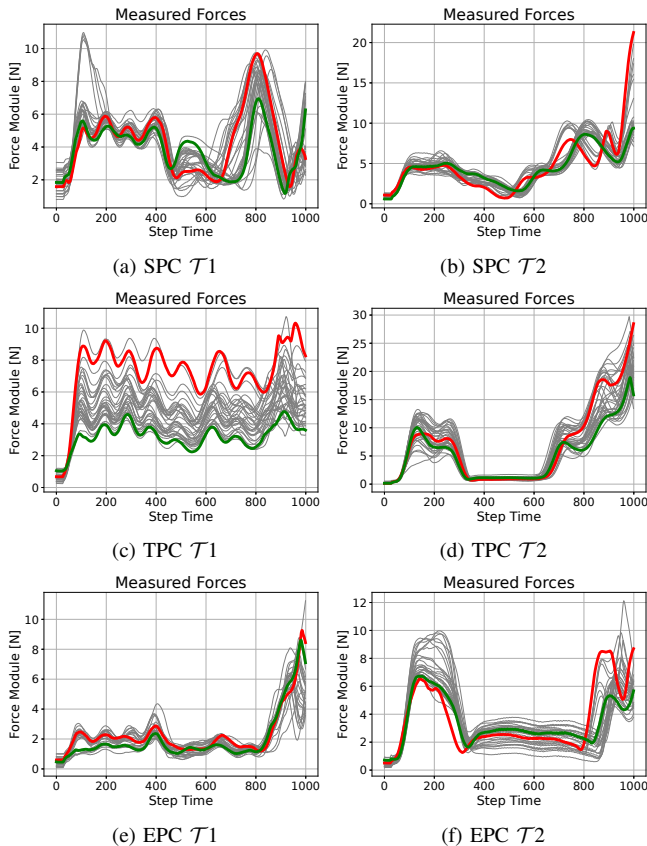 Measured Forces
Force Module [N]
10
8
6
4
2
0 200 400 600 800 1000
Step Time
(a) SPC 𝒯1
Measured Forces
Force Module [N]
20
15
10
5
0
0 200 400 600 800 1000
Step Time
(b) SPC 𝒯2
Measured Forces
Force Module [N]
10
8
6
4
2
0
0 200 400 600 800 1000
Step Time
(c) TPC 𝒯1
Measured Forces
Force Module [N]
30
25
20
15
10
5
0
0 200 400 600 800 1000
Step Time
(d) TPC 𝒯2
Measured Forces
Force Module [N]
10
8
6
4
2
0
0 200 400 600 800 1000
Step Time
(e) EPC 𝒯1
Measured Forces
Force Module [N]
12
10
8
6
4
2
0
0 200 400 600 800 1000
Step Time
(f) EPC 𝒯2